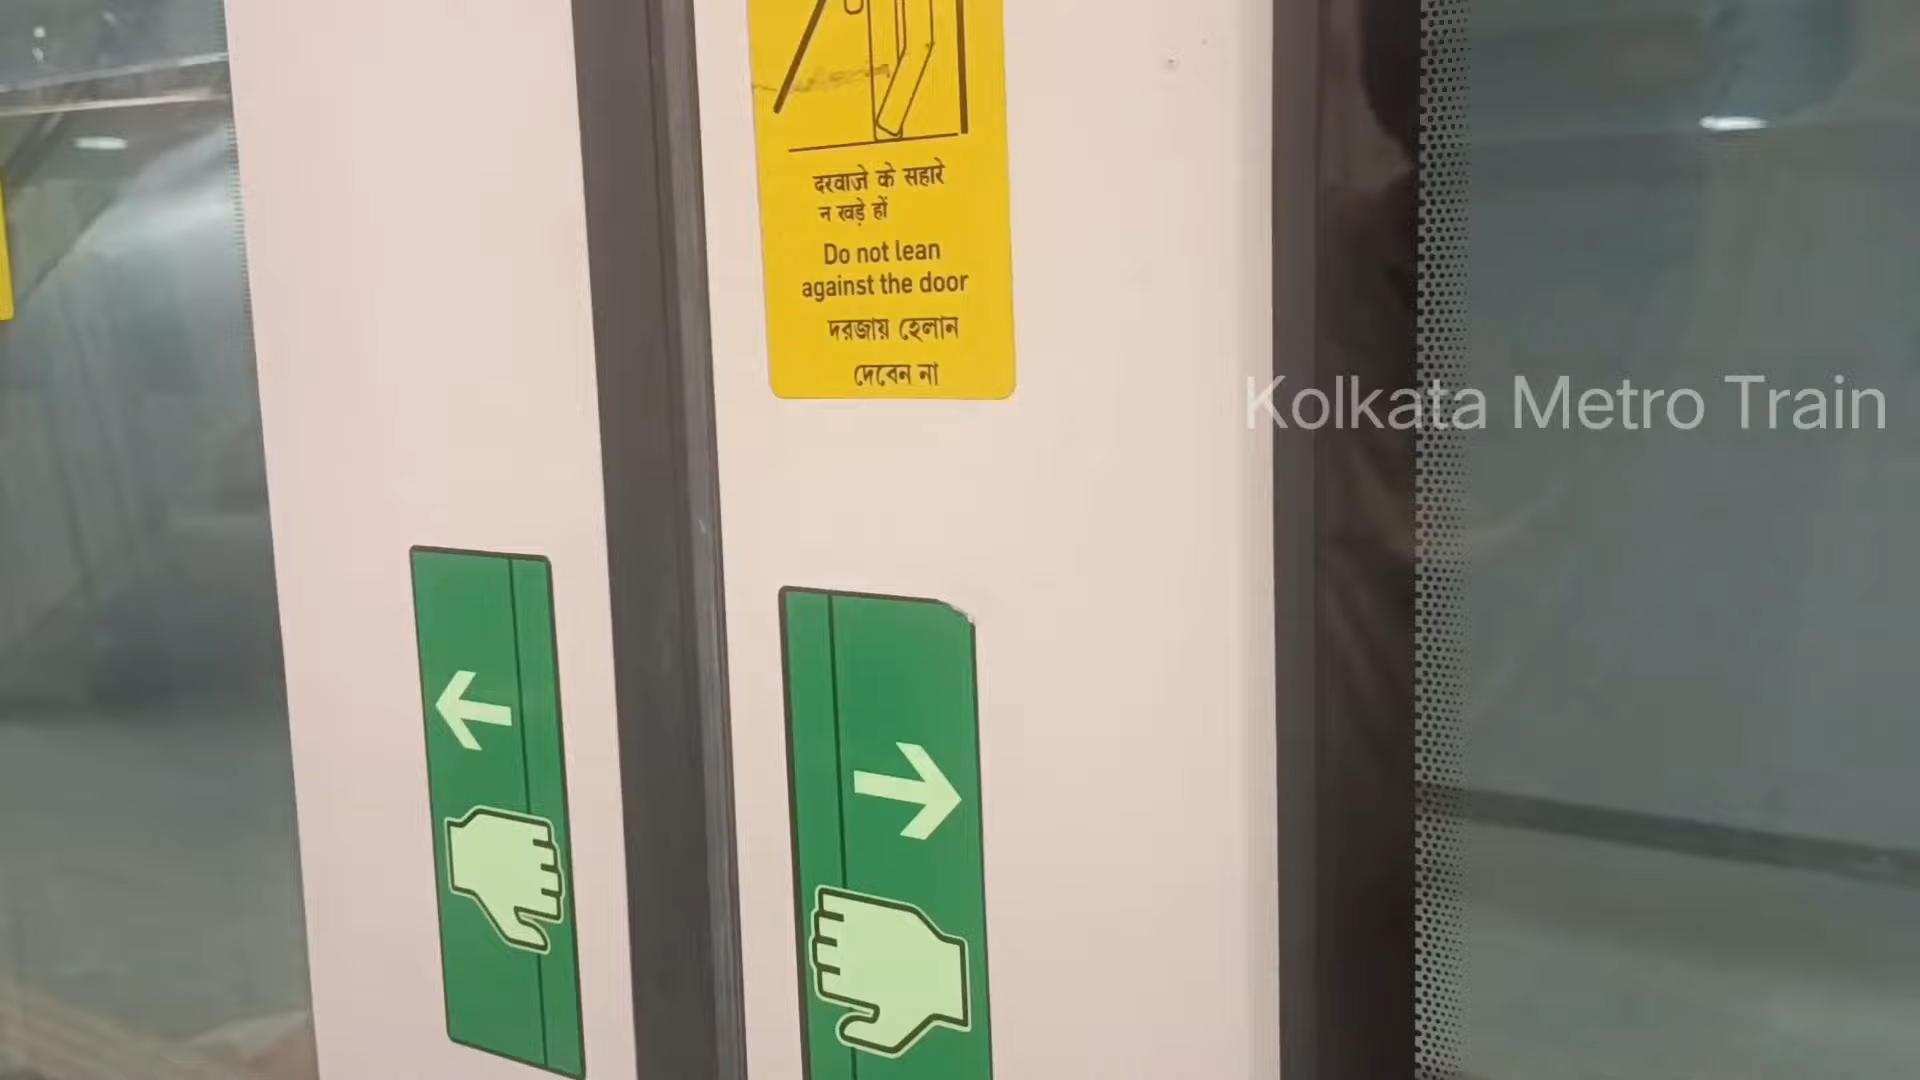 दरवाजे के सहारे
न खड़े हों
Do not lean
against the door
দরজায় হেলান
দেবেন না
Kolkata Metro Train